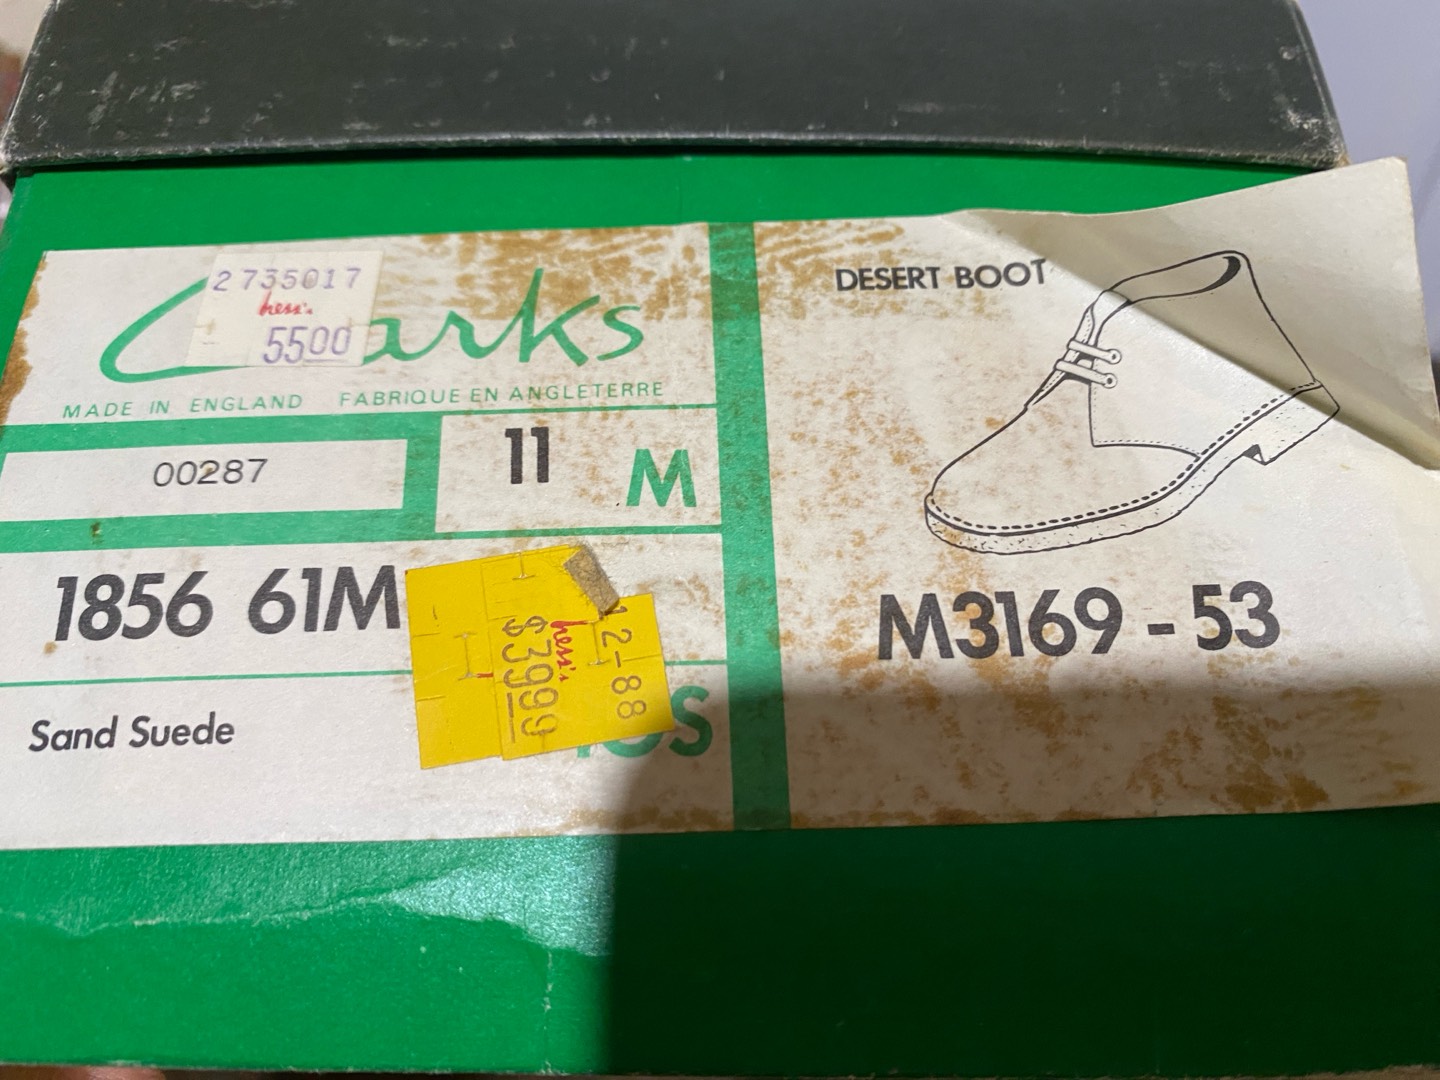 2735017
hess's
5500
Clarks
MADE IN ENGLAND FABRIQUE EN ANGLETERRE
00287
11 M
1856 61M
Sand Suede
12-88
hess's
$3999
DESERT BOOT
M3169 - 53